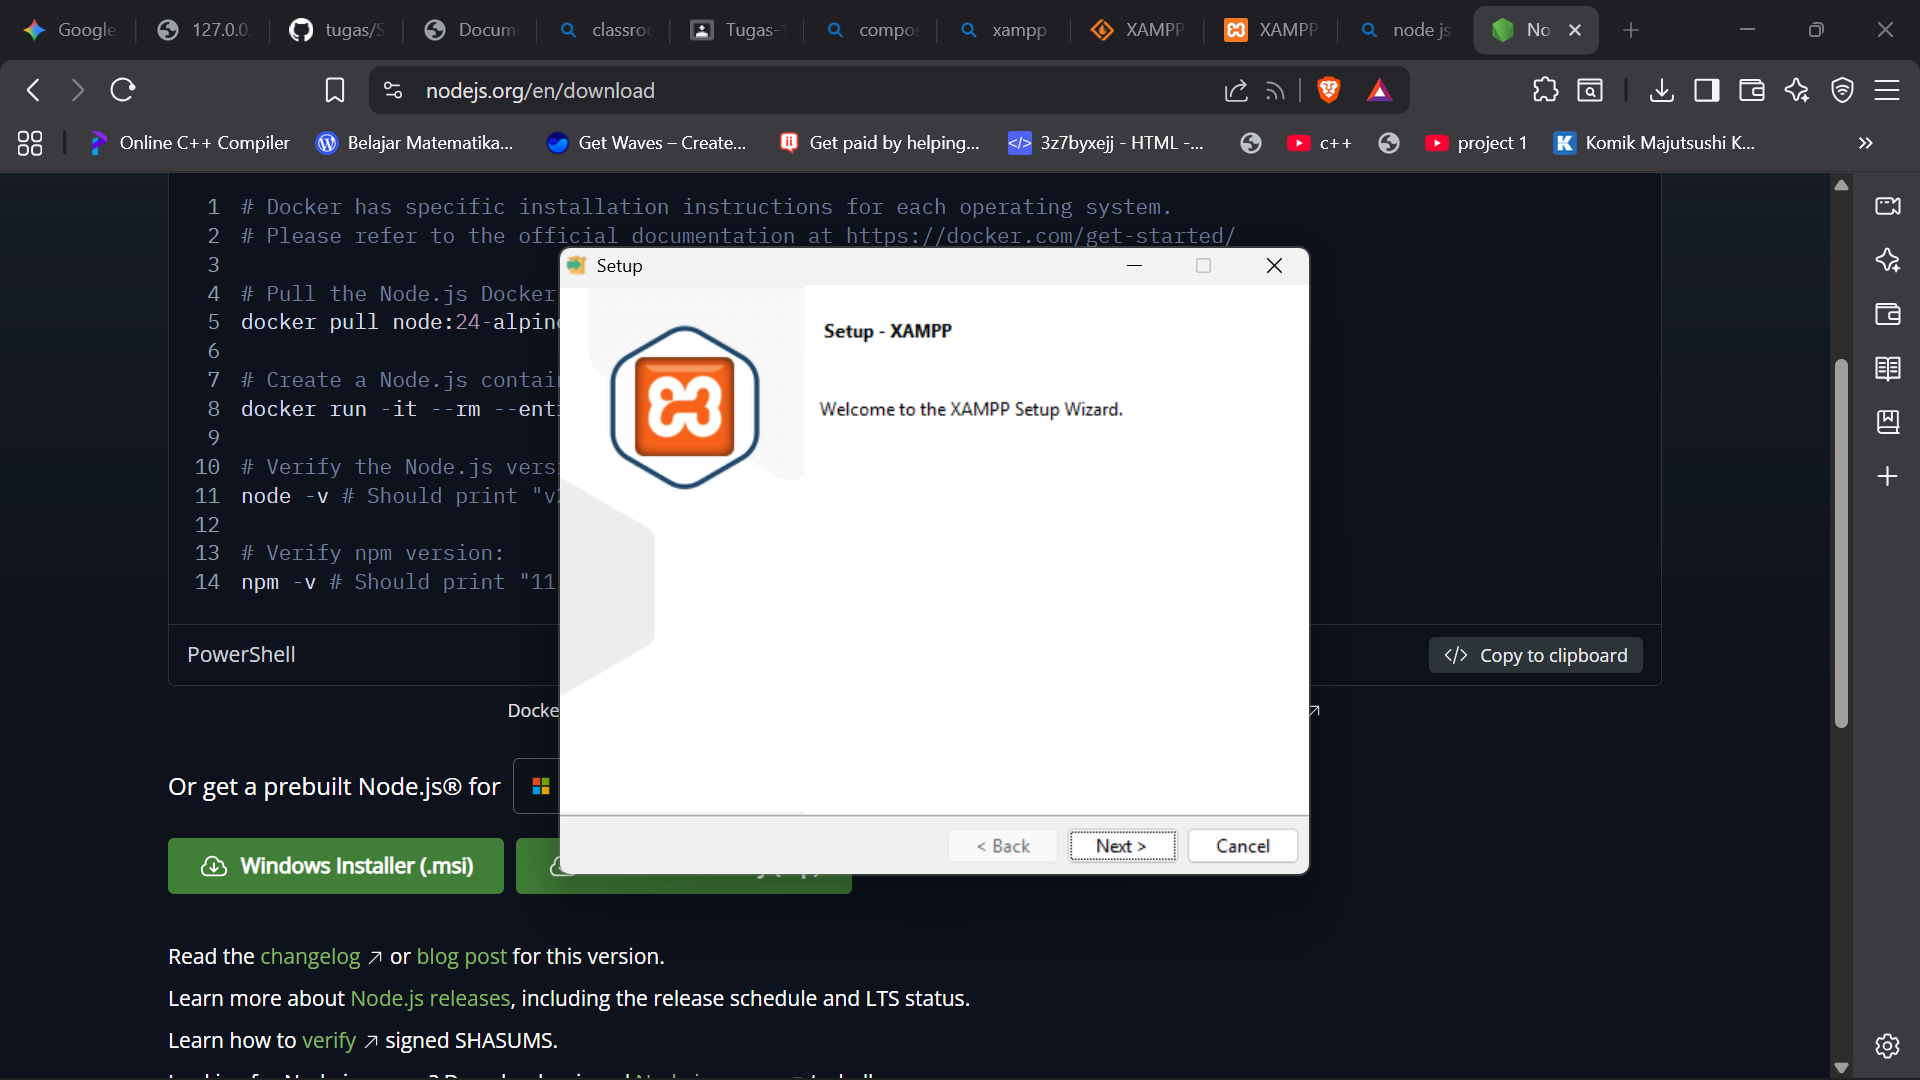 Google
127.0.0.
tugas/S
Docum
classroo
Tugas-1
compos
xampp
XAMPP
XAMPP
node js
No
nodejs.org/en/download
Online C++ Compiler
Belajar Matematika...
Get Waves – Create...
Get paid by helping...
3z7byxejj - HTML -...
c++
project 1
Komik Majutsushi K...
1 # Docker has specific installation instructions for each operating system.
2 # Please refer to the official documentation at https://docker.com/get-started/
3
4 # Pull the Node.js Docker
5 docker pull node:24-alpine
6
7 # Create a Node.js contai
8 docker run -it --rm --ent
9
10 # Verify the Node.js versi
11 node -v # Should print "v2
12
13 # Verify npm version:
14 npm -v # Should print "11
PowerShell
Copy to clipboard
Setup
Setup - XAMPP
Welcome to the XAMPP Setup Wizard.
< Back
Next >
Cancel
Docke
Or get a prebuilt Node.js® for
Windows Installer (.msi)
Read the changelog or blog post for this version.
Learn more about Node.js releases, including the release schedule and LTS status.
Learn how to verify signed SHASUMS.